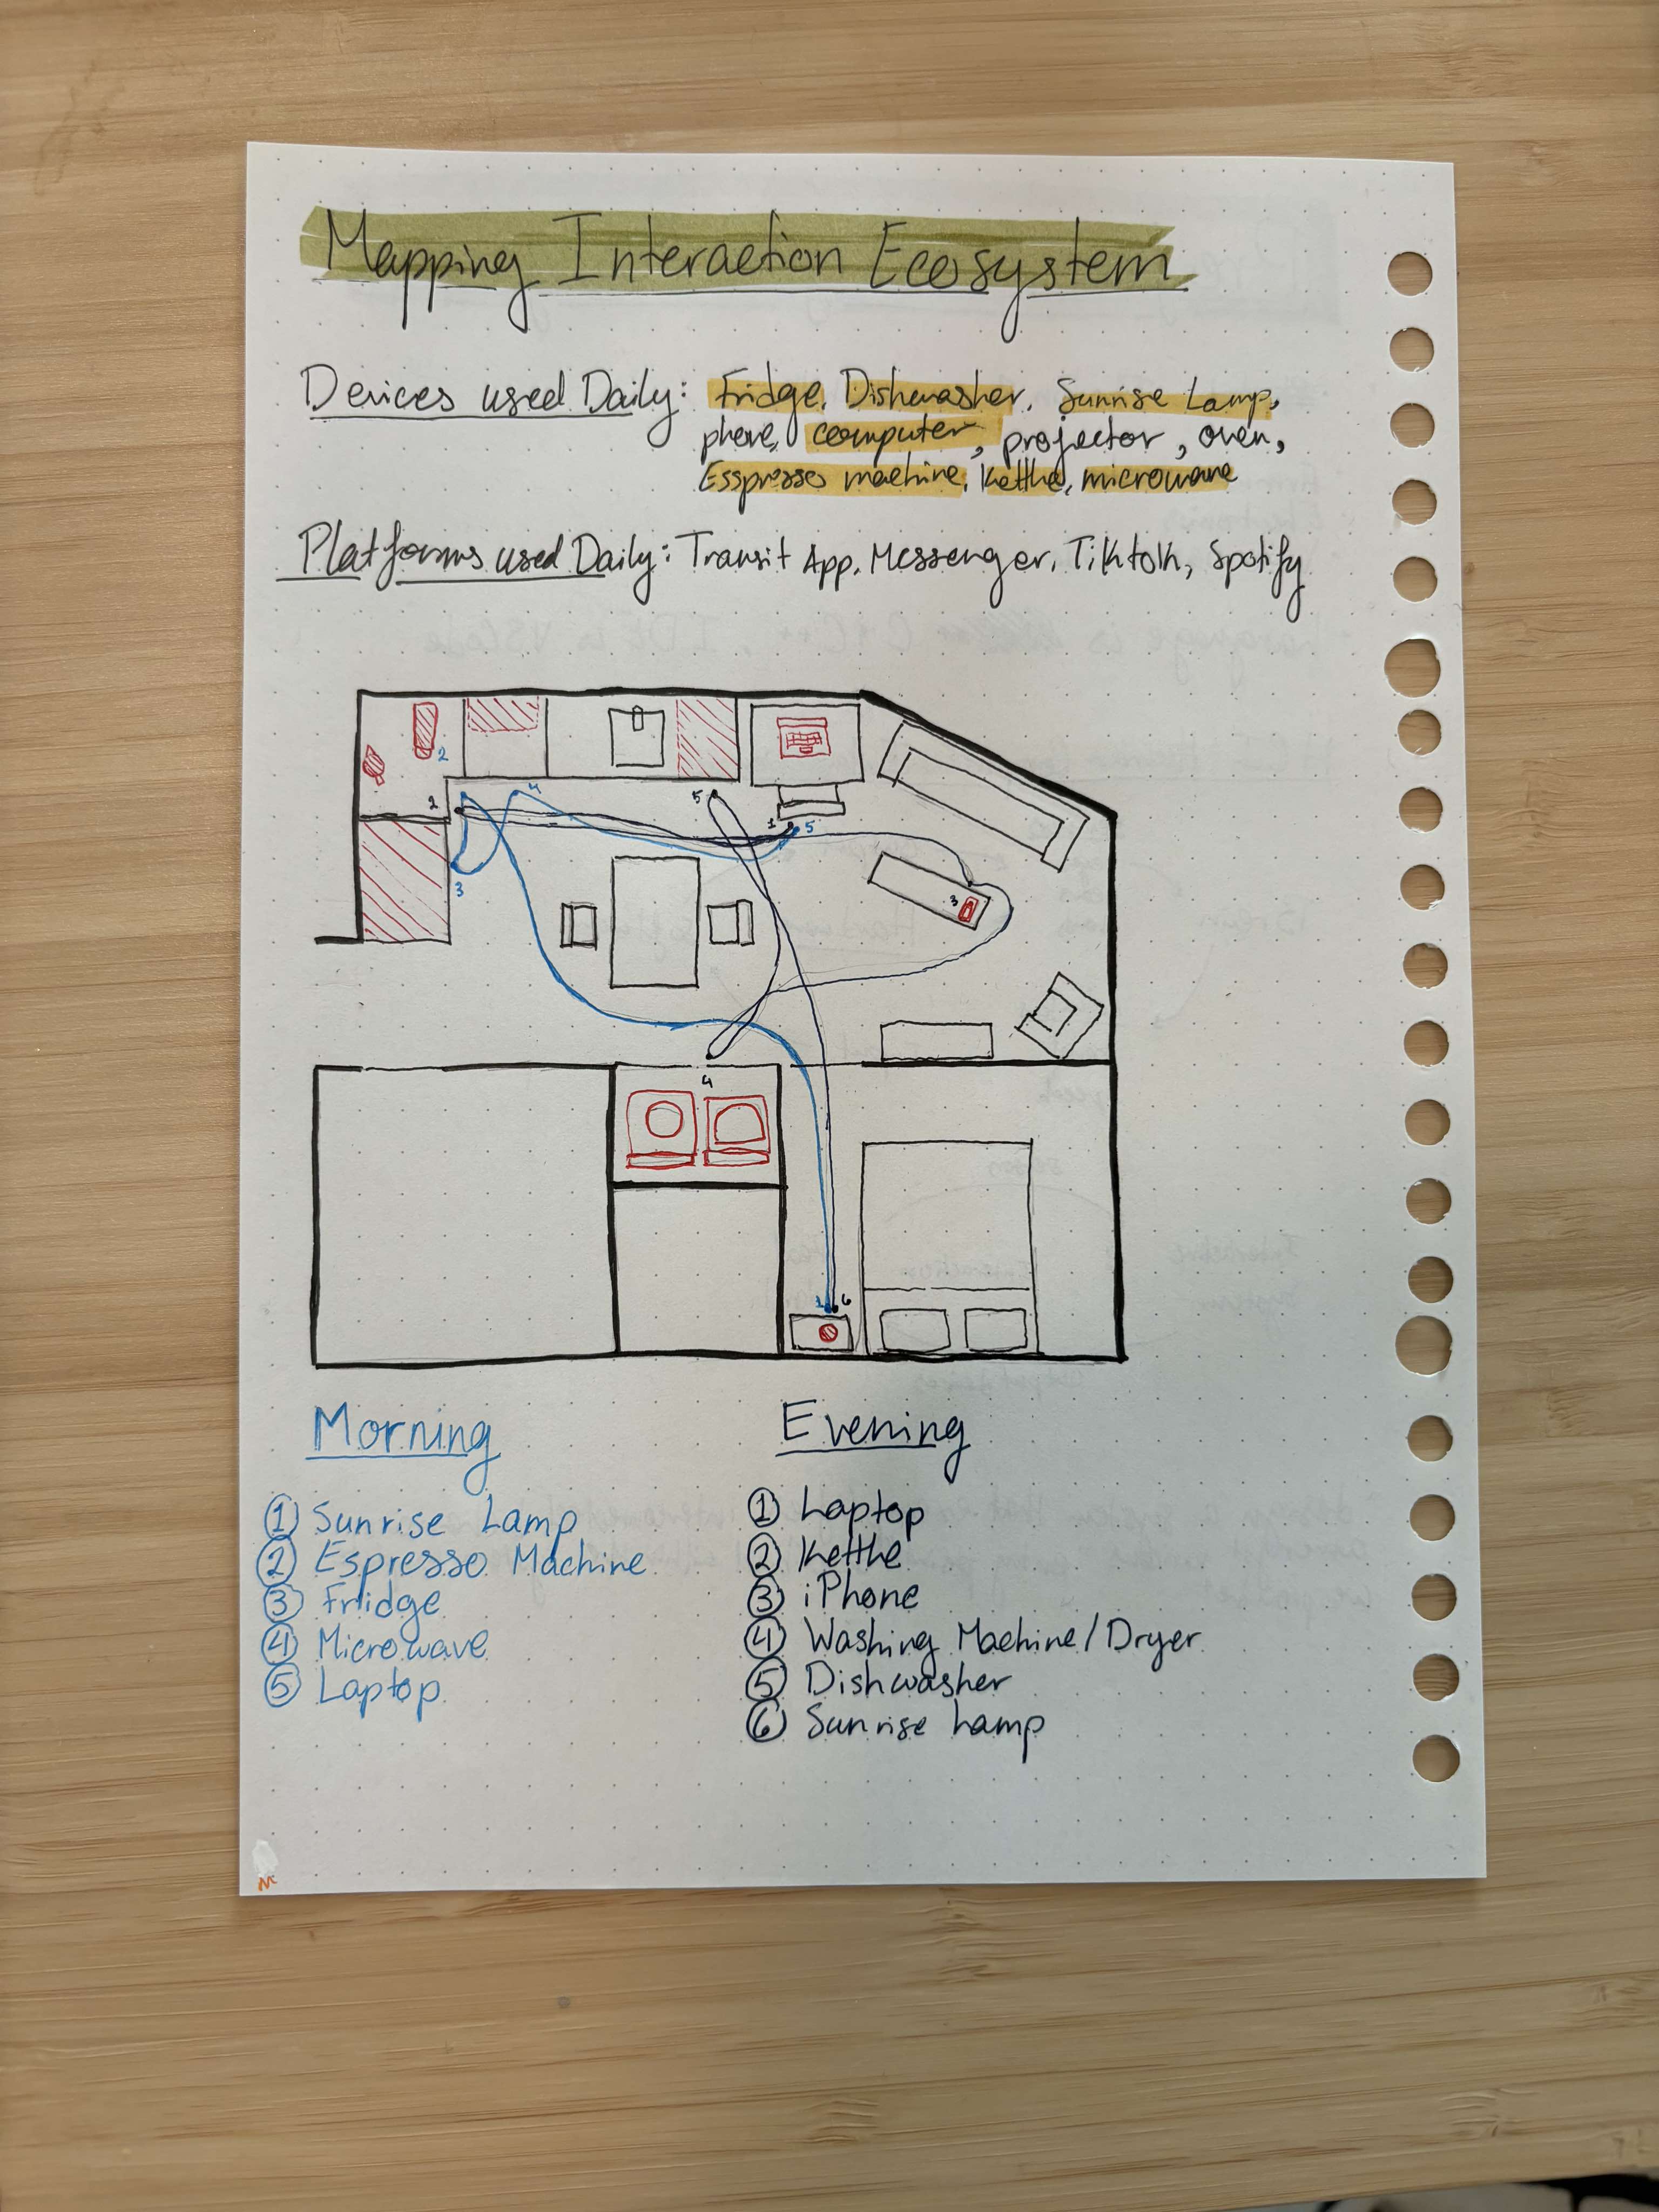 Mapping Interaction Ecosystem
Devices used Daily: Fridge, Dishwasher, Sunrise Lamp,
phone, computer, projector, oven,
Esspresso machine, Kettle, microwave
Platforms used Daily: Transit App, Messenger, Tiktok, Spotify
2
2
4
5
1
5
3
3
4
1
6
Morning
① Sunrise Lamp
② Espresso Machine
③ Fridge
④ Microwave
⑤ Laptop
Evening
① Laptop
② Kettle
③ iPhone
④ Washing Machine/Dryer
⑤ Dishwasher
⑥ Sunrise Lamp